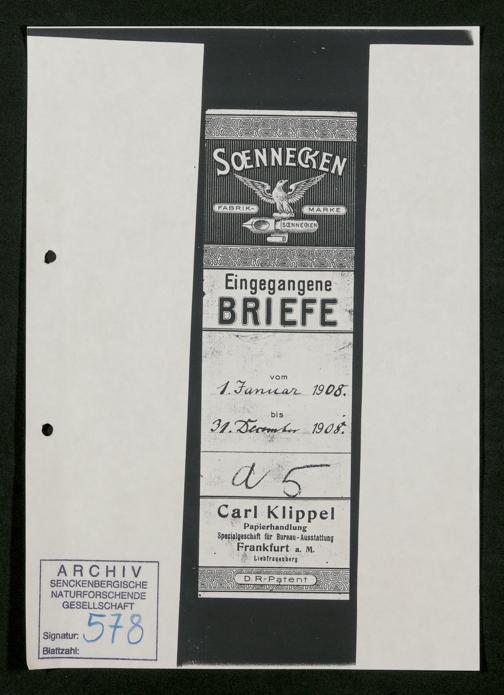 SOENNECKEN
FABRIK- MARKE
SOENNECKEN
Eingegangene
BRIEFE
vom
1. Januar 1908.
bis
31. Dezember 1908.
a 5
Carl Klippel
Papierhandlung
Spezialgeschäft für Bureau-Ausstattung
Frankfurt a. M.
Liebfrauenberg
D. R-Patent
ARCHIV
SENCKENBERGISCHE
NATURFORSCHENDE
GESELLSCHAFT
Signatur: 578
Blattzahl: